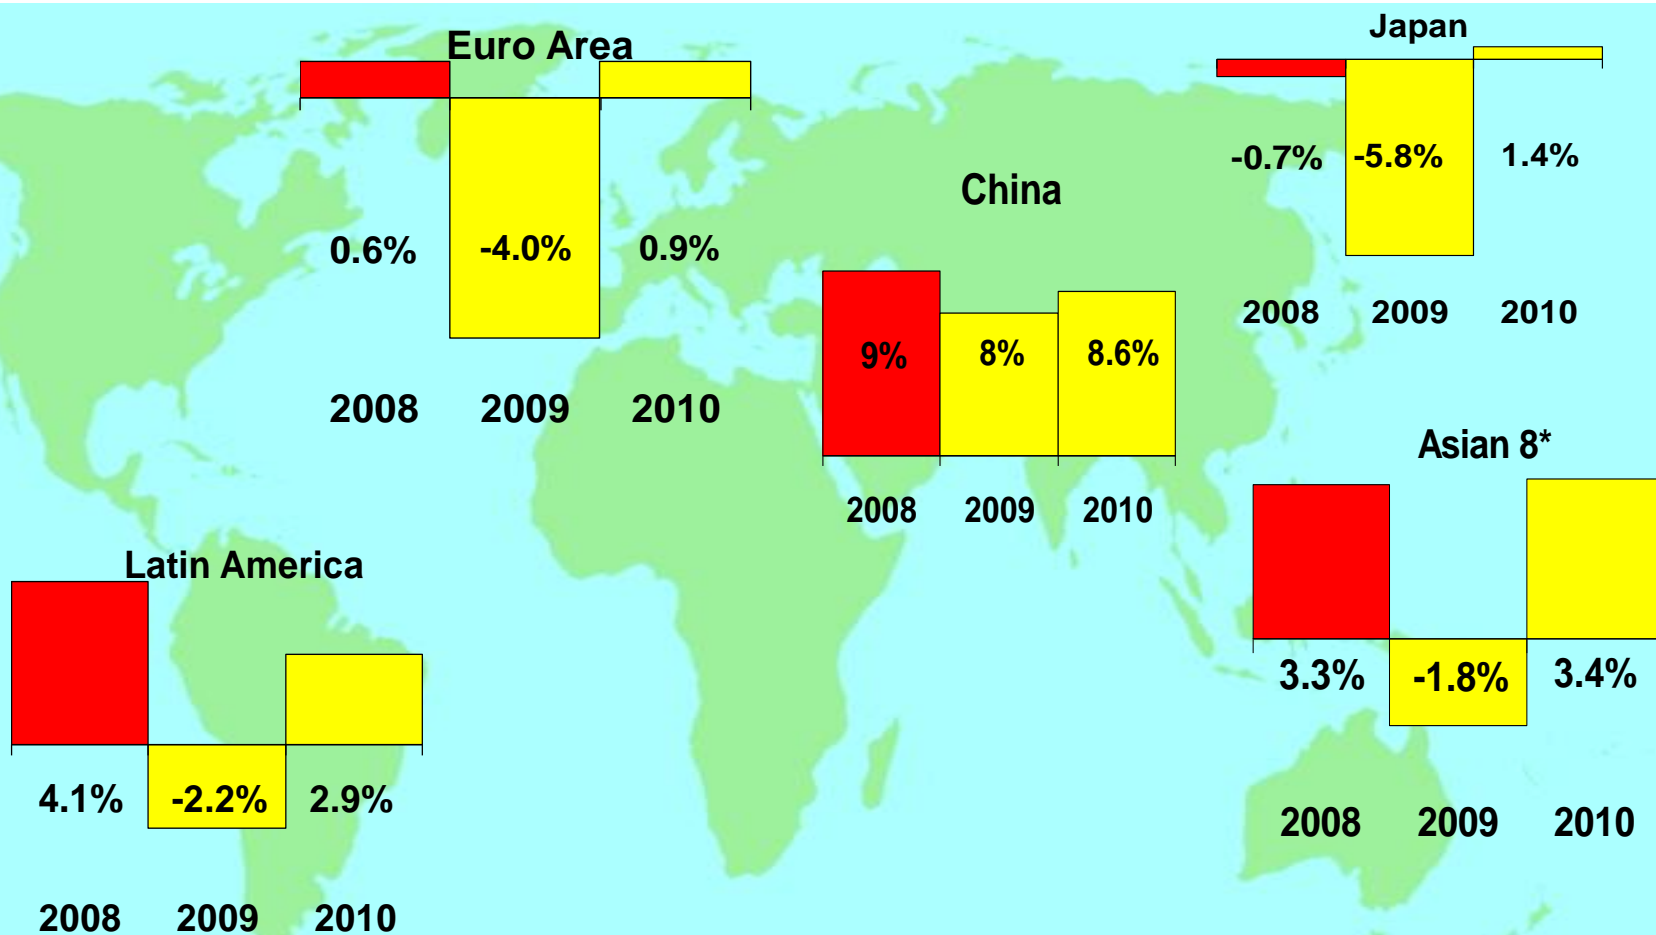 Euro Area
0.6% -4.0% 0.9%
2008 2009 2010
Japan
-0.7% -5.8% 1.4%
2008 2009 2010
China
9% 8% 8.6%
2008 2009 2010
Asian 8*
3.3% -1.8% 3.4%
2008 2009 2010
Latin America
4.1% -2.2% 2.9%
2008 2009 2010